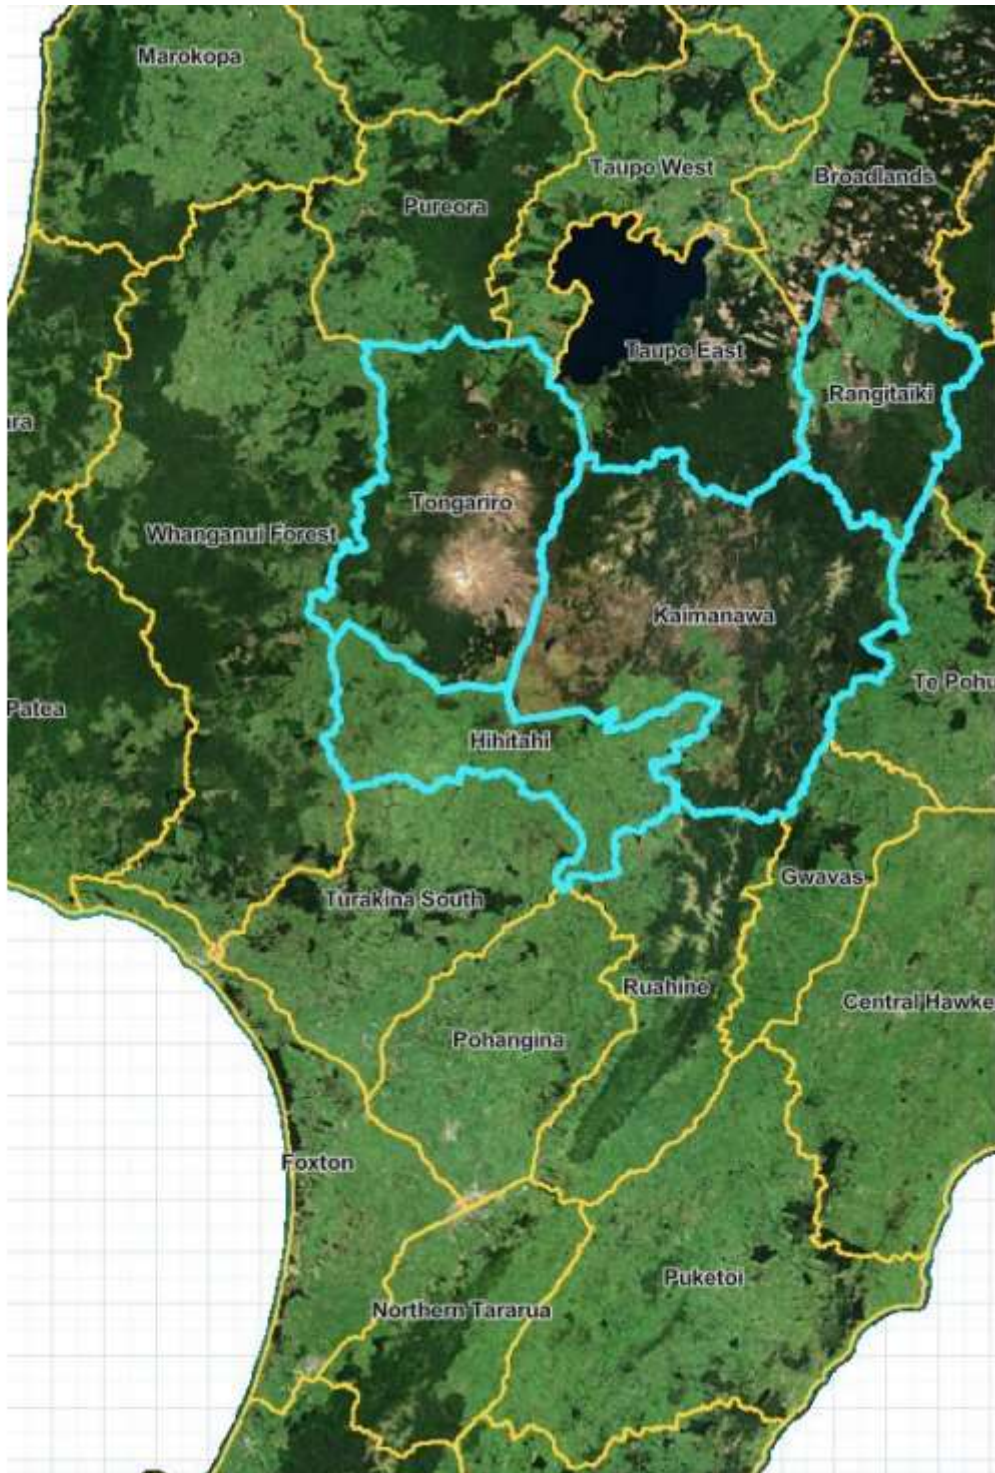 Marokopa
Taupo West
Broadlands
Pureora
Taupo East
Rangitaiki
ara
Tongariro
Whanganui Forest
Kaimanawa
Te Pohu
Patea
Hihitahi
Gwavas
Turakina South
Ruahine
Central Hawke
Pohangina
Foxton
Puketoi
Northern Tararua